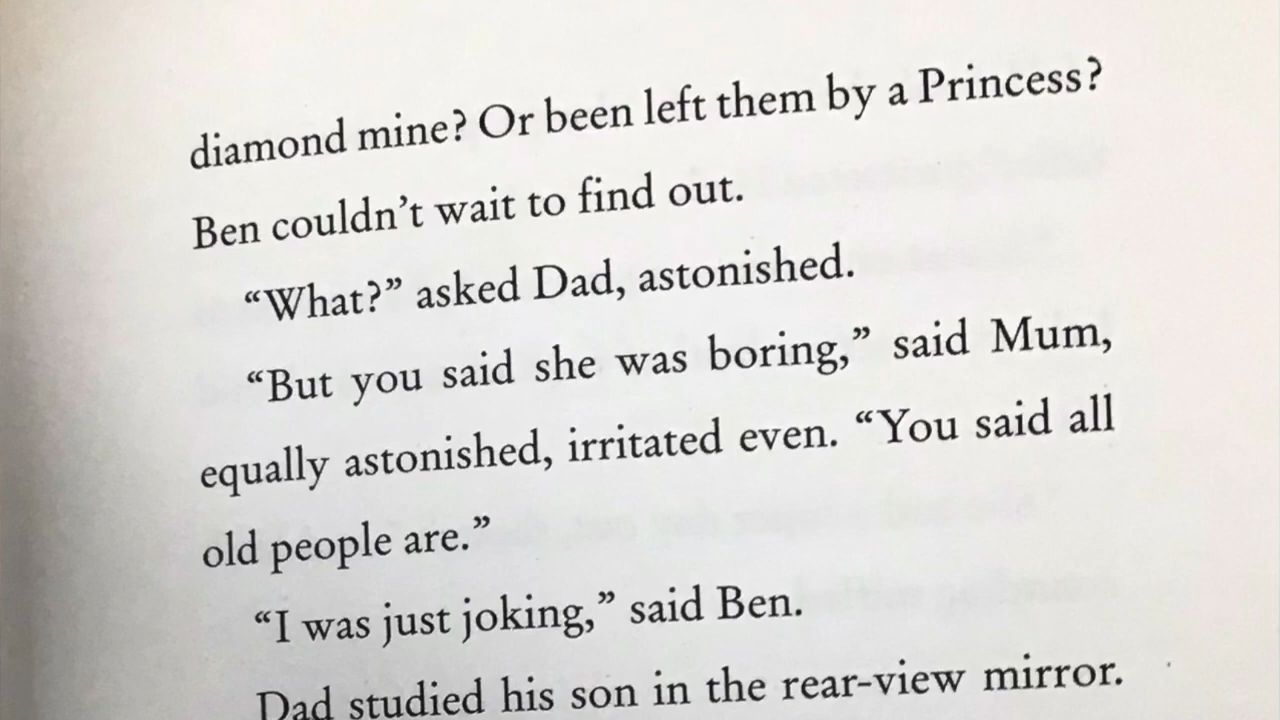 diamond mine? Or been left them by a Princess?
Ben couldn’t wait to find out.
“What?” asked Dad, astonished.
“But you said she was boring,” said Mum,
equally astonished, irritated even. “You said all
old people are.”
“I was just joking,” said Ben.
Dad studied his son in the rear-view mirror.